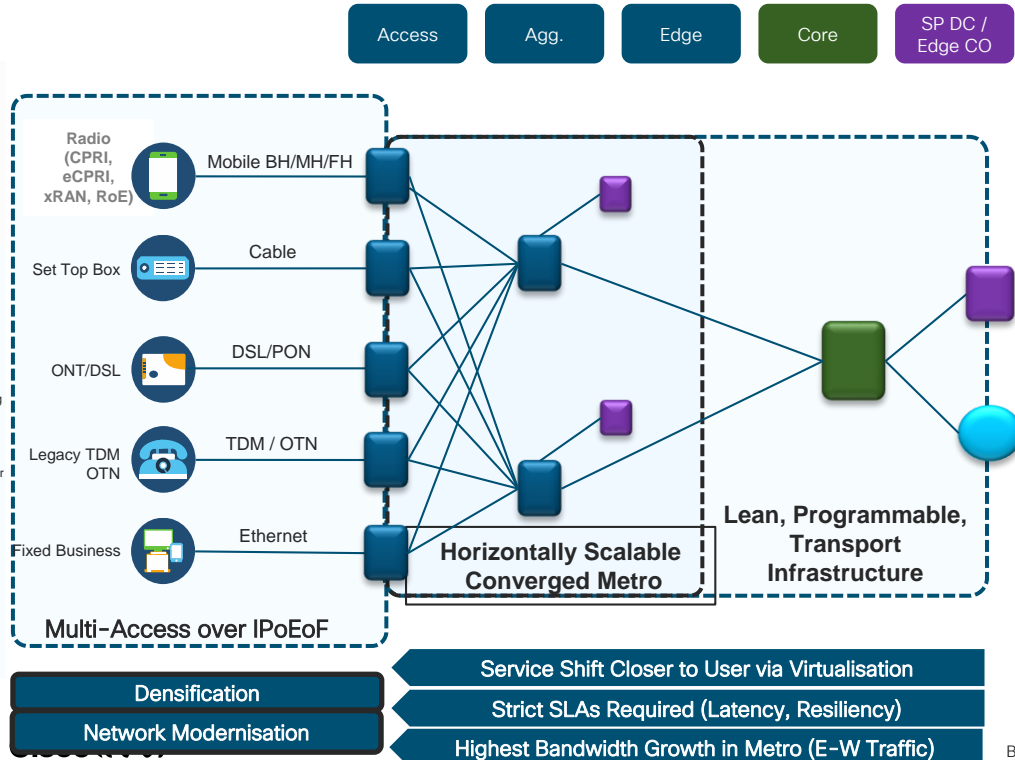 Access
Agg.
Edge
Core
SP DC /
Edge CO
Radio
(CPRI,
eCPRI,
xRAN, RoE)
Mobile BH/MH/FH
Set Top Box
Cable
ONT/DSL
DSL/PON
g
Legacy TDM
OTN
TDM / OTN
r
Fixed Business
Ethernet
Horizontally Scalable
Converged Metro
Lean, Programmable,
Transport
Infrastructure
Multi-Access over IPoEoF
Densification
Network Modernisation
Service Shift Closer to User via Virtualisation
Strict SLAs Required (Latency, Resiliency)
Highest Bandwidth Growth in Metro (E-W Traffic)
B